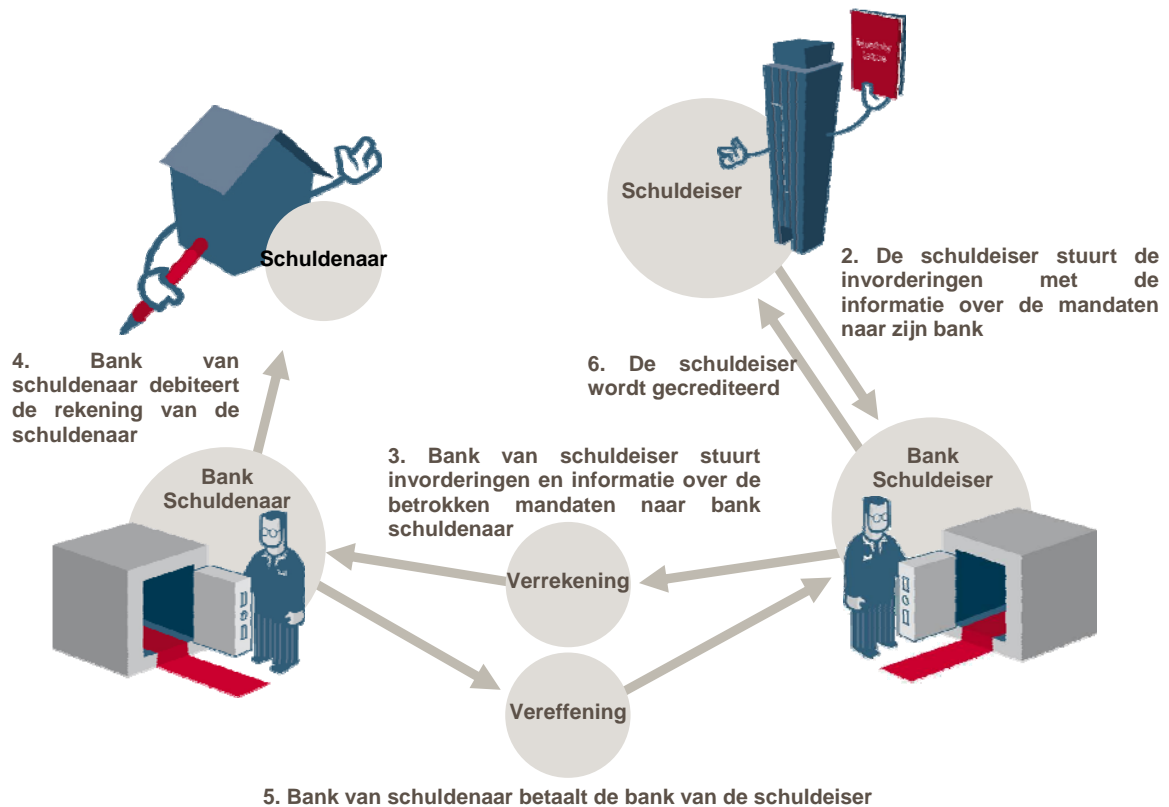 Schuldeiser
Schuldenaar
2. De schuldeiser stuurt de
invorderingen met de
informatie over de mandaten
naar zijn bank
4. Bank van
schuldenaar debiteert
de rekening van de
schuldenaar
6. De schuldeiser
wordt gecrediteerd
Bank
Schuldenaar
3. Bank van schuldeiser stuurt
invorderingen en informatie over de
betrokken mandaten naar bank
schuldenaar
Bank
Schuldeiser
Verrekening
Vereffening
5. Bank van schuldenaar betaalt de bank van de schuldeiser